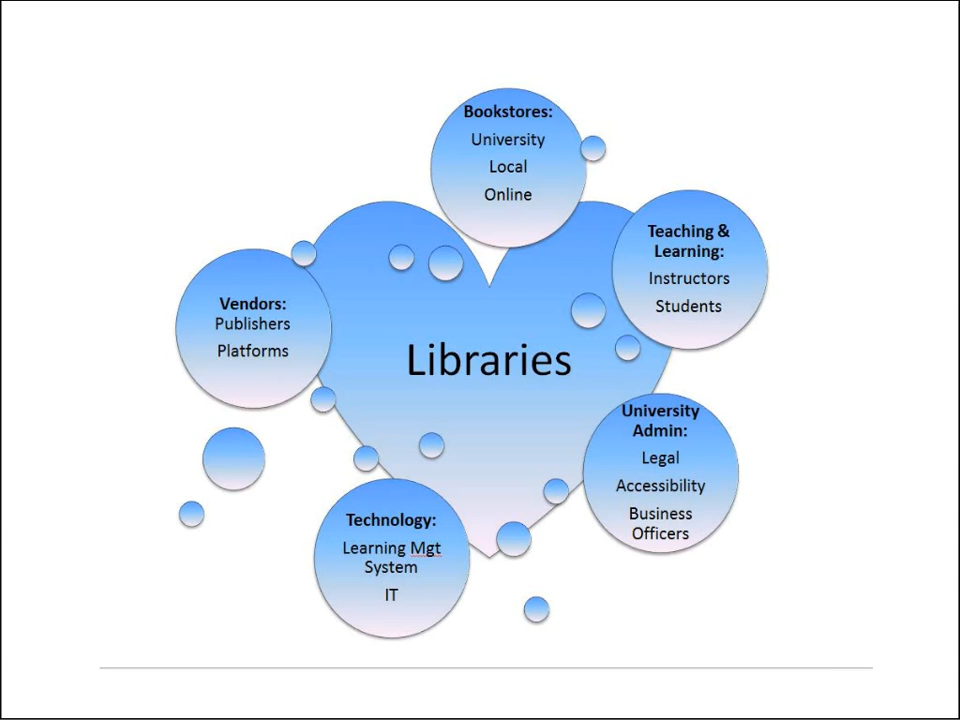 Bookstores:
University
Local
Online
Teaching &
Learning:
Instructors
Students
Vendors:
Publishers
Platforms
Libraries
University
Admin:
Legal
Accessibility
Business
Officers
Technology:
Learning Mgt
System
IT